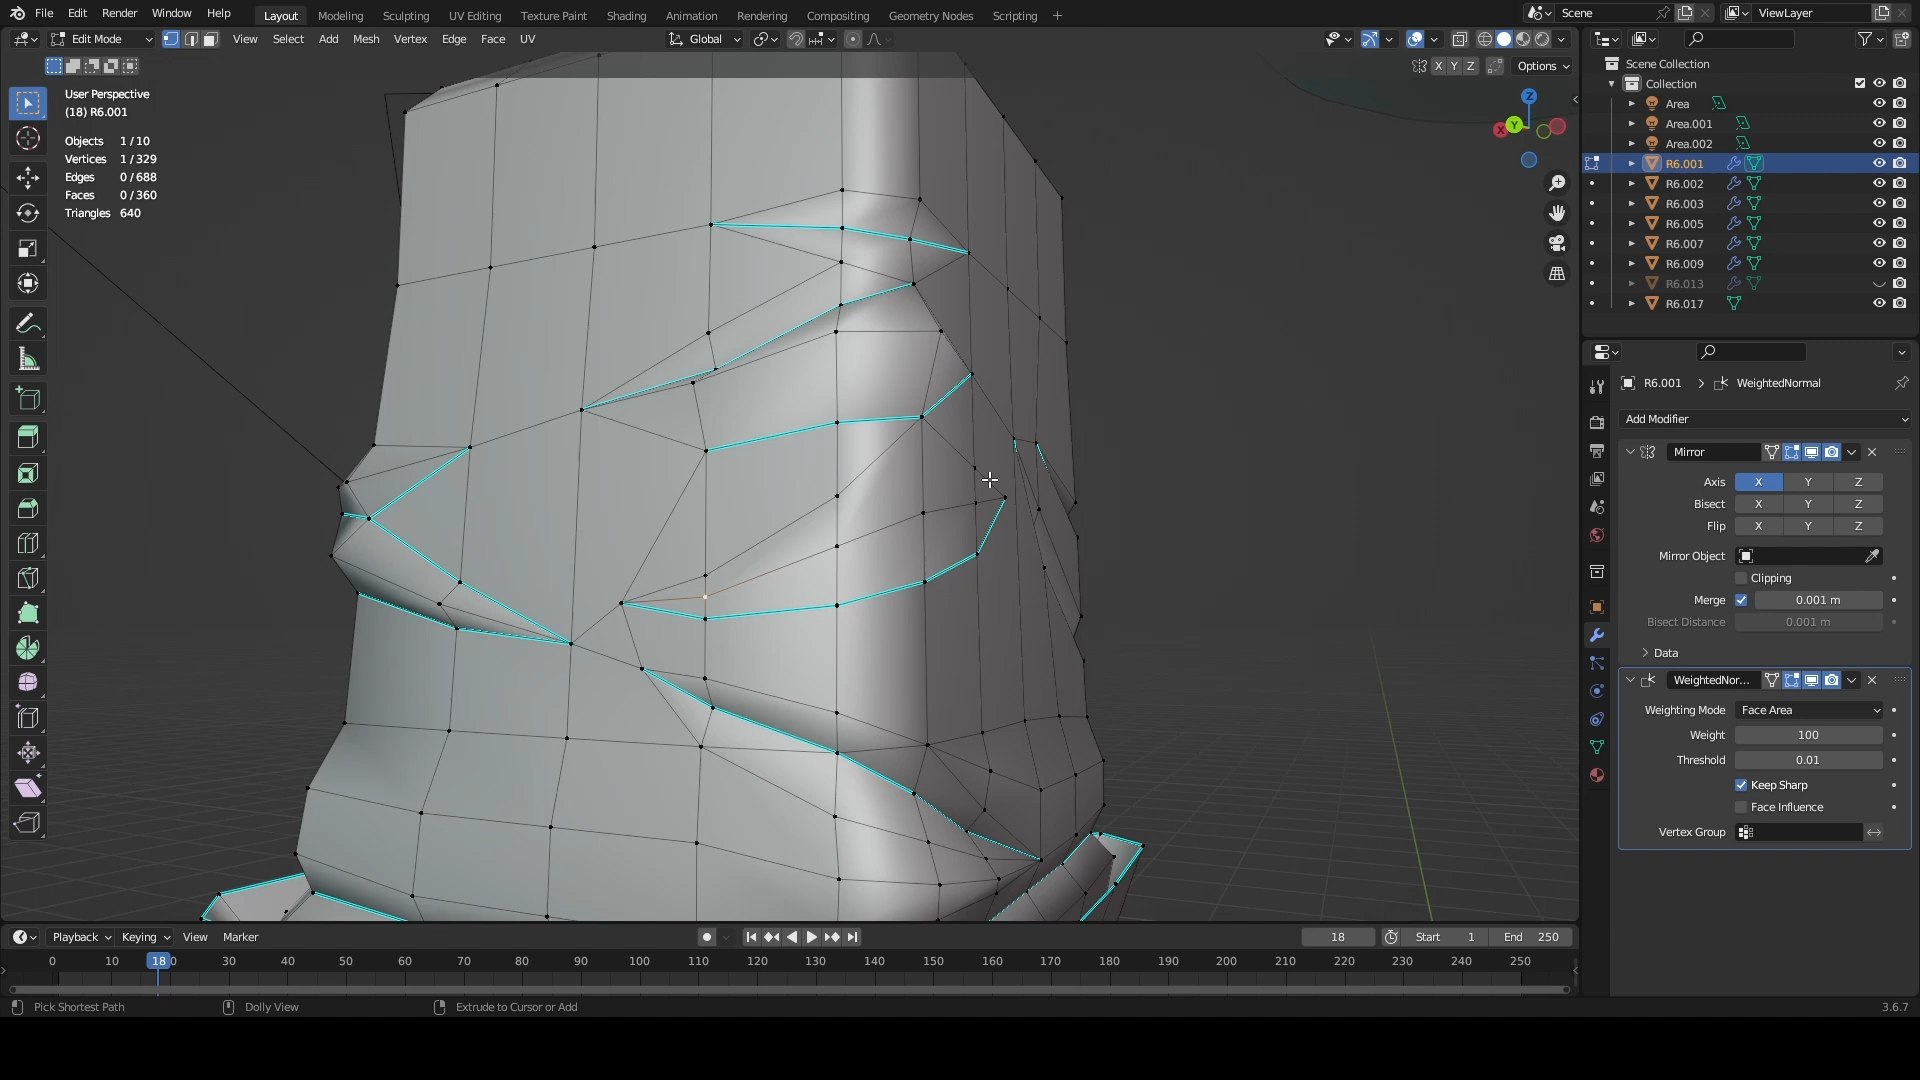 File Edit Render Window Help Layout Modeling Sculpting UV Editing Texture Paint Shading Animation Rendering Compositing Geometry Nodes Scripting + Scene ViewLayer
Edit Mode View Select Add Mesh Vertex Edge Face UV Global
X Y Z Options
User Perspective
(18) R6.001
Objects 1 / 10
Vertices 1 / 329
Edges 0 / 688
Faces 0 / 360
Triangles 640
Z
X Y
Scene Collection
Collection
Area
Area.001
Area.002
R6.001
R6.002
R6.003
R6.005
R6.007
R6.009
R6.013
R6.017
R6.001 > WeightedNormal
Add Modifier
Mirror
Axis X Y Z
Bisect X Y Z
Flip X Y Z
Mirror Object
Clipping
Merge 0.001 m
Bisect Distance 0.001 m
Data
WeightedNor...
Weighting Mode Face Area
Weight 100
Threshold 0.01
Keep Sharp
Face Influence
Vertex Group
Playback Keying View Marker 18 Start 1 End 250
0 10 18 30 40 50 60 70 80 90 100 110 120 130 140 150 160 170 180 190 200 210 220 230 240 250
Pick Shortest Path Dolly View Extrude to Cursor or Add 3.6.7